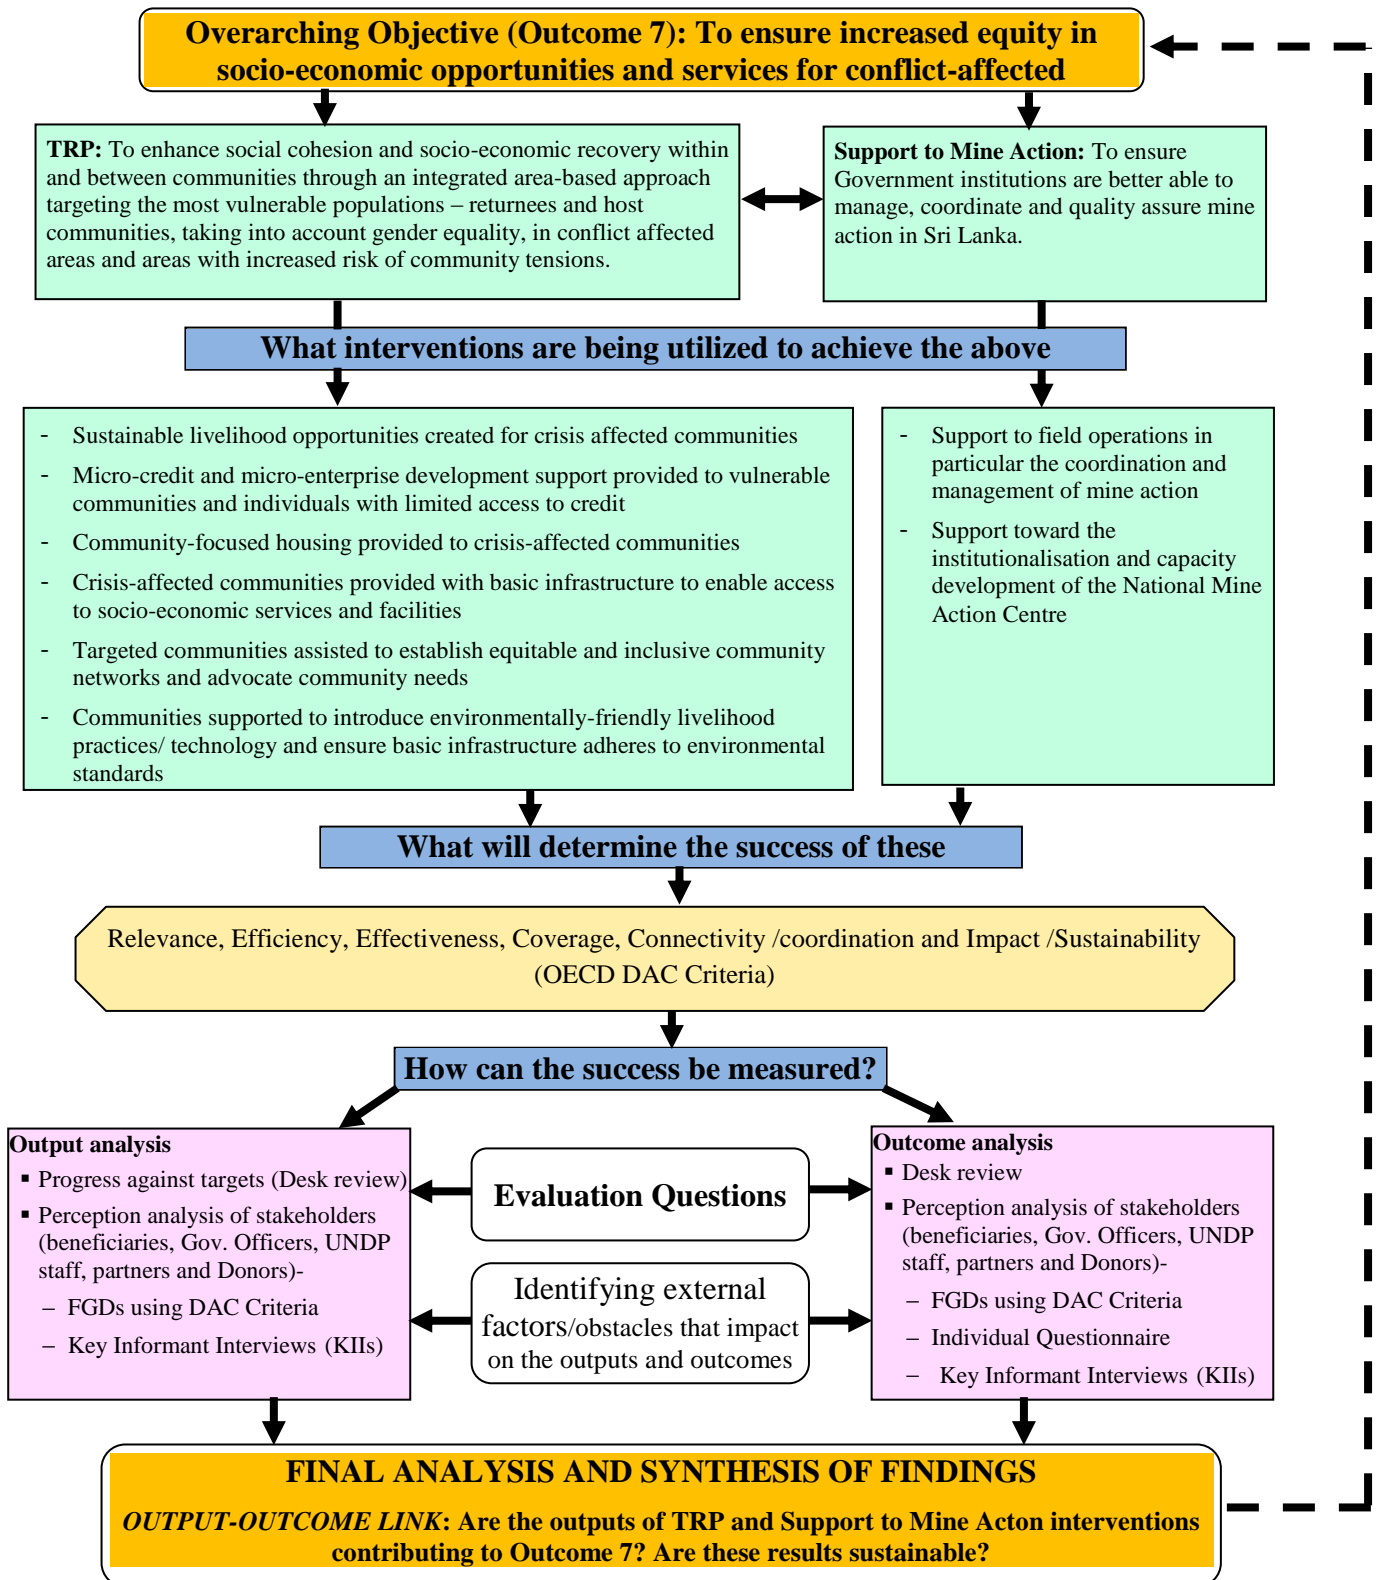 Overarching Objective (Outcome 7): To ensure increased equity in
socio-economic opportunities and services for conflict-affected
TRP: To enhance social cohesion and socio-economic recovery within
and between communities through an integrated area-based approach
targeting the most vulnerable populations – returnees and host
communities, taking into account gender equality, in conflict affected
areas and areas with increased risk of community tensions.
Support to Mine Action: To ensure
Government institutions are better able to
manage, coordinate and quality assure mine
action in Sri Lanka.
What interventions are being utilized to achieve the above
- Sustainable livelihood opportunities created for crisis affected communities
- Micro-credit and micro-enterprise development support provided to vulnerable
communities and individuals with limited access to credit
- Community-focused housing provided to crisis-affected communities
- Crisis-affected communities provided with basic infrastructure to enable access
to socio-economic services and facilities
- Targeted communities assisted to establish equitable and inclusive community
networks and advocate community needs
- Communities supported to introduce environmentally-friendly livelihood
practices/ technology and ensure basic infrastructure adheres to environmental
standards
- Support to field operations in
particular the coordination and
management of mine action
- Support toward the
institutionalisation and capacity
development of the National Mine
Action Centre
What will determine the success of these
Relevance, Efficiency, Effectiveness, Coverage, Connectivity /coordination and Impact /Sustainability
(OECD DAC Criteria)
How can the success be measured?
Output analysis
▪ Progress against targets (Desk review)
▪ Perception analysis of stakeholders
(beneficiaries, Gov. Officers, UNDP
staff, partners and Donors)-
– FGDs using DAC Criteria
– Key Informant Interviews (KIIs)
Evaluation Questions
Identifying external
factors/obstacles that impact
on the outputs and outcomes
Outcome analysis
▪ Desk review
▪ Perception analysis of stakeholders
(beneficiaries, Gov. Officers, UNDP
staff, partners and Donors)-
– FGDs using DAC Criteria
– Individual Questionnaire
– Key Informant Interviews (KIIs)
FINAL ANALYSIS AND SYNTHESIS OF FINDINGS
OUTPUT-OUTCOME LINK: Are the outputs of TRP and Support to Mine Acton interventions
contributing to Outcome 7? Are these results sustainable?